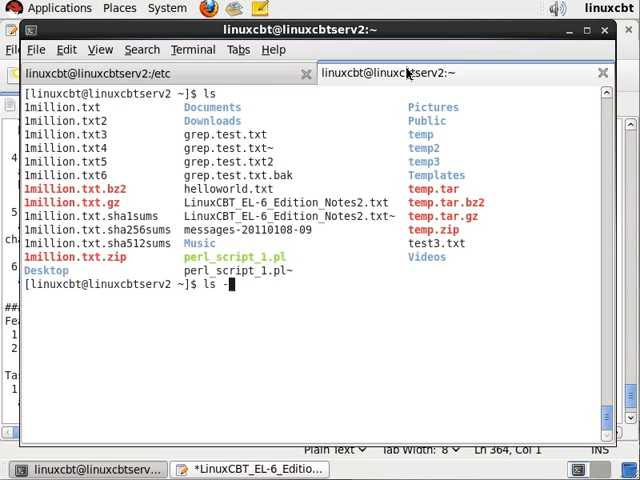 Applications Places System linuxcbt
linuxcbt@linuxcbtserv2:~
File Edit View Search Terminal Tabs Help
linuxcbt@linuxcbtserv2:/etc linuxcbt@linuxcbtserv2:~
[linuxcbt@linuxcbtserv2 ~]$ ls
1million.txt Documents Pictures
1million.txt2 Downloads Public
1million.txt3 grep.test.txt temp
1million.txt4 grep.test.txt~ temp2
1million.txt5 grep.test.txt2 temp3
1million.txt6 grep.test.txt.bak Templates
1million.txt.bz2 helloworld.txt temp.tar
1million.txt.gz LinuxCBT_EL-6_Edition_Notes2.txt temp.tar.bz2
1million.txt.sha1sums LinuxCBT_EL-6_Edition_Notes2.txt~ temp.tar.gz
1million.txt.sha256sums messages-20110108-09 temp.zip
1million.txt.sha512sums Music test3.txt
1million.txt.zip perl_script_1.pl Videos
Desktop perl_script_1.pl~
[linuxcbt@linuxcbtserv2 ~]$ ls -
Plain Text Tab Width: 8 Ln 364, Col 1 INS
linuxcbt@linuxcbtserv... *LinuxCBT_EL-6_Editio...